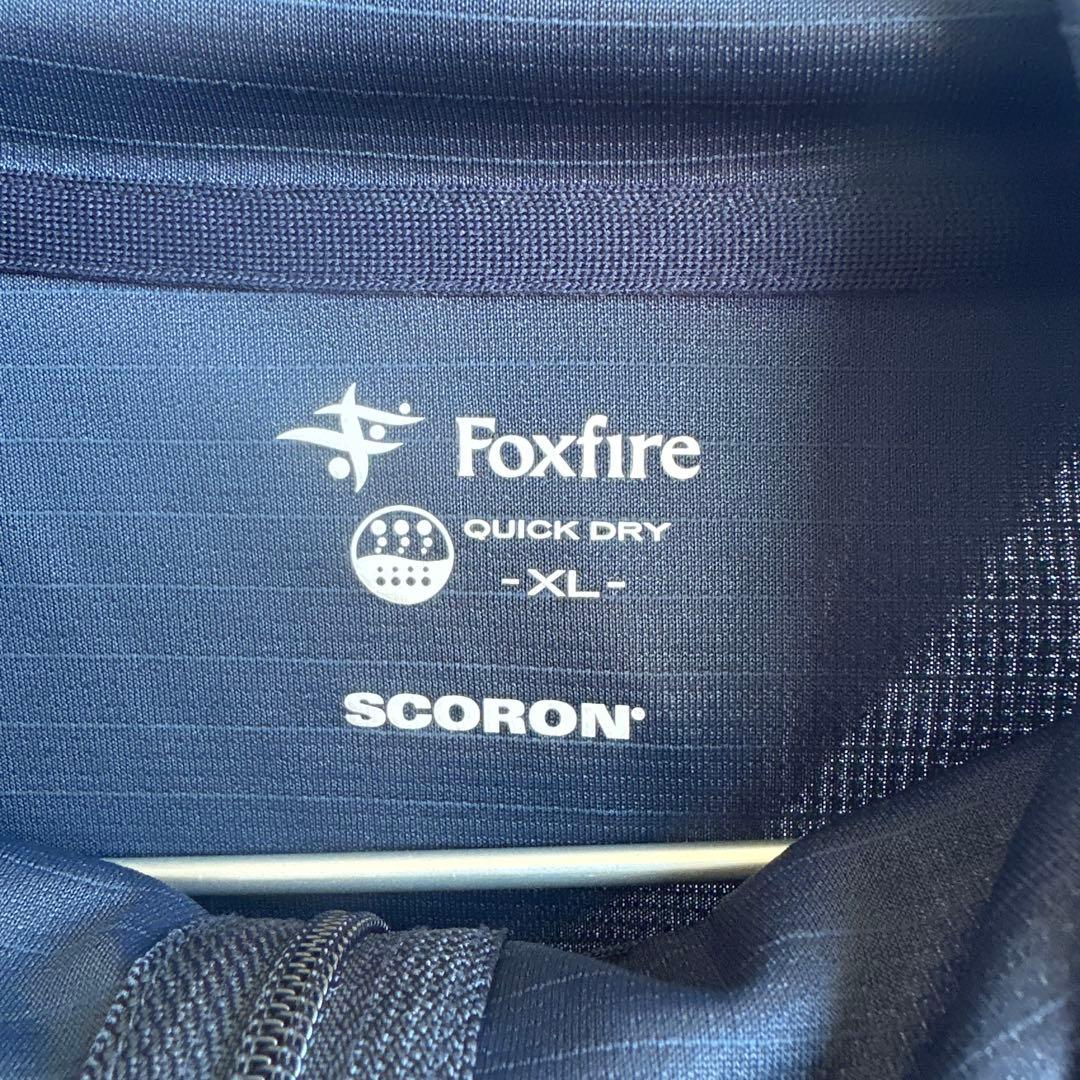 Foxfire
QUICK DRY
-XL-
SCORON®